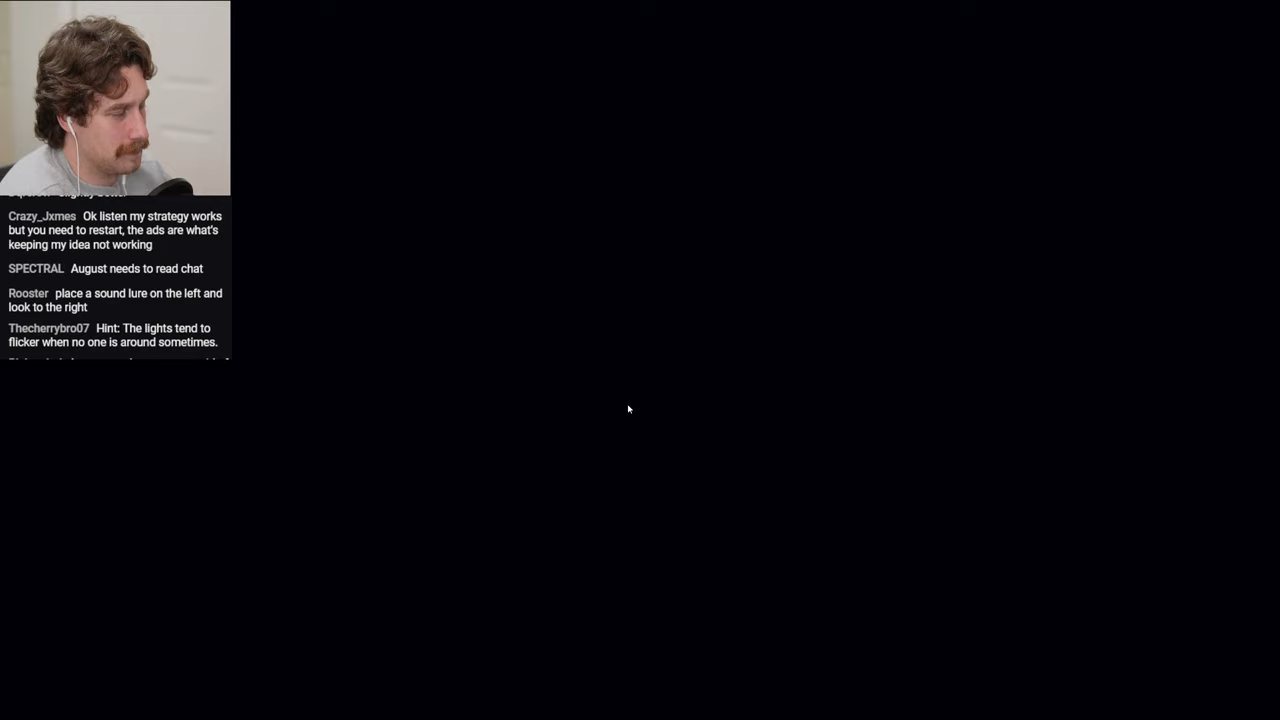 Crazy_Jxmes Ok listen my strategy works
but you need to restart, the ads are what's
keeping my idea not working
SPECTRAL August needs to read chat
Rooster place a sound lure on the left and
look to the right
Thecherrybro07 Hint: The lights tend to
flicker when no one is around sometimes.